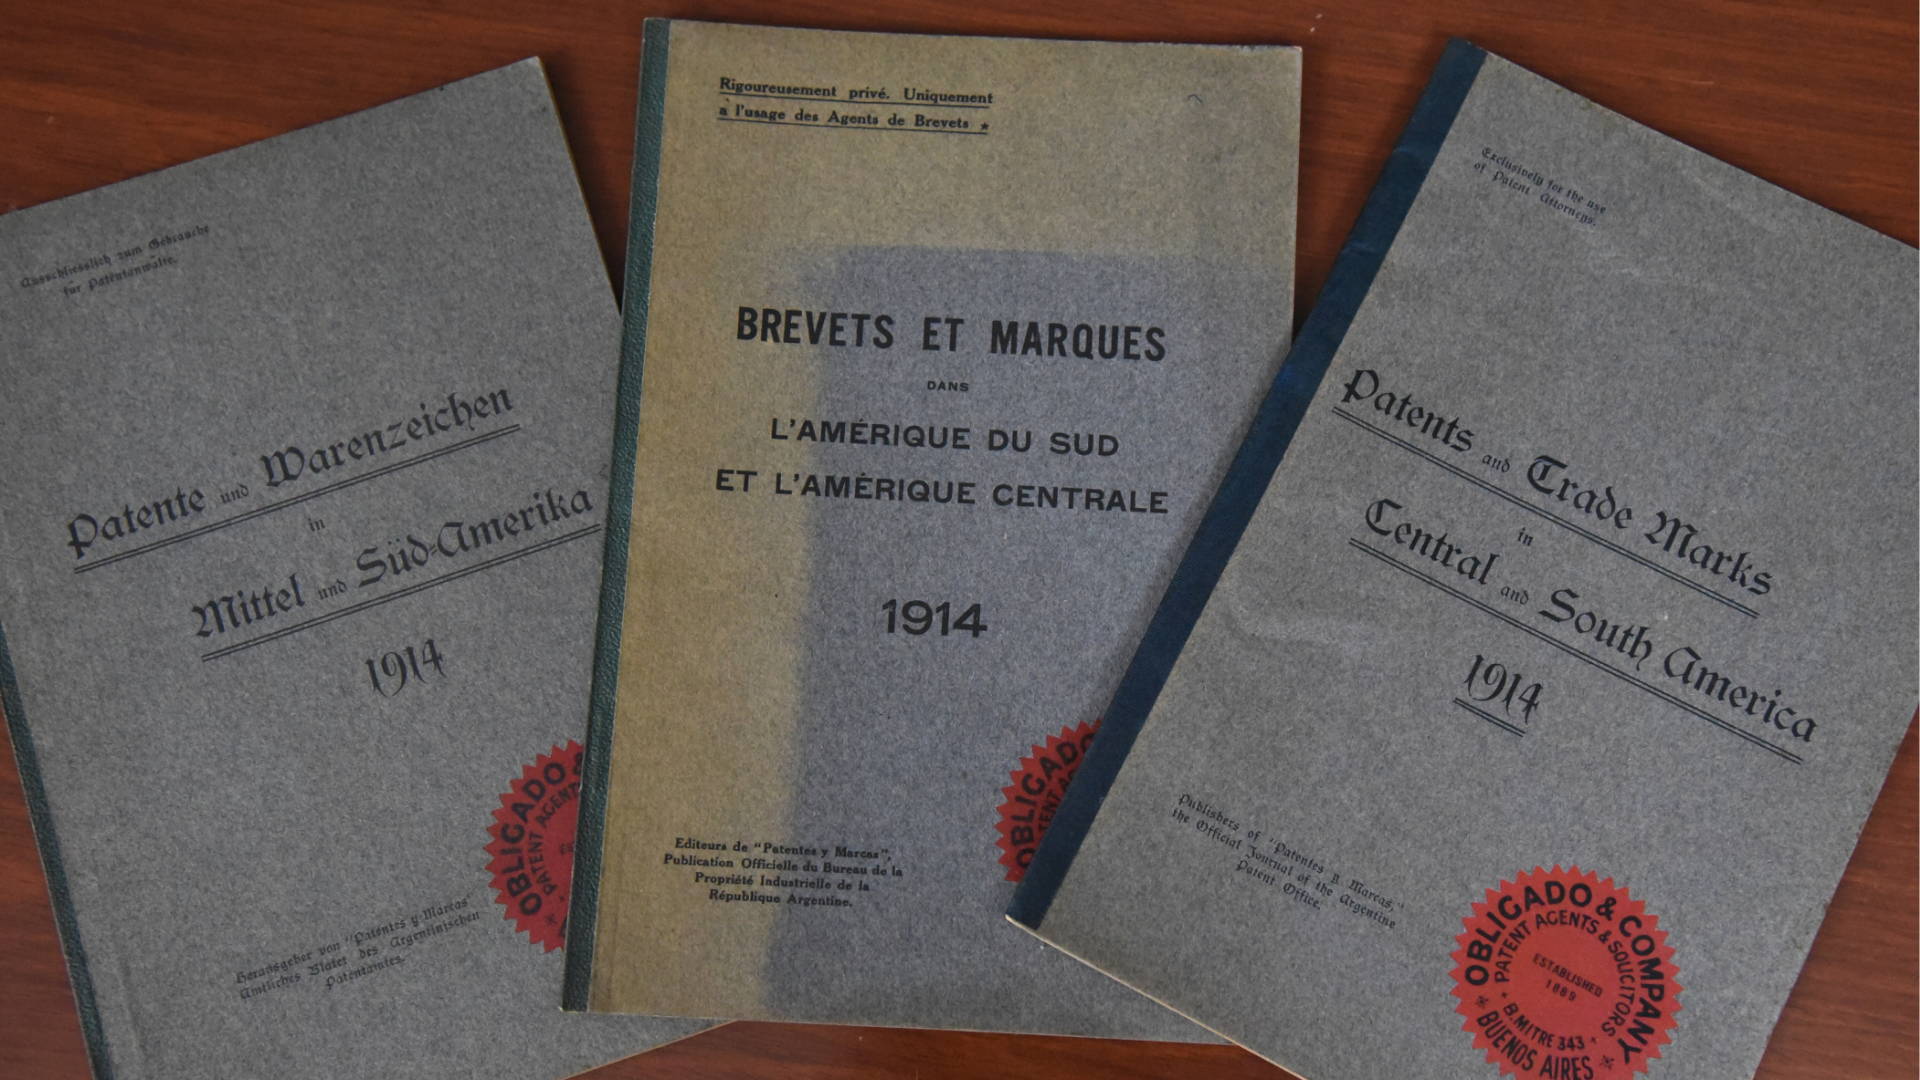 Ausschliesslich zum Gebrauche
für Patentanwälte.
Patente und Warenzeichen
in
Mittel und Süd-Amerika
1914
Herausgeber von "Patentes y Marcas"
Amtliches Blatet des Argentinischen
Patentamtes.
OBLIGADO &
PATENT AGENT
Rigoureusement privé. Uniquement
à l'usage des Agents de Brevets ★
BREVETS ET MARQUES
DANS
L'AMÉRIQUE DU SUD
ET L'AMÉRIQUE CENTRALE
1914
Editeurs de "Patentes y Marcas",
Publication Officielle du Bureau de la
Propriété Industrielle de la
République Argentine.
OBLIGADO
Exclusively for the use
of Patent Attorneys.
Patents and Trade Marks
in
Central and South America
1914
Publishers of "Patentes y Marcas,"
the Official Journal of the Argentine
Patent Office.
OBLIGADO & COMPANY
PATENT AGENTS & SOLICITORS
ESTABLISHED
1889
B. MITRE 343
BUENOS AIRES